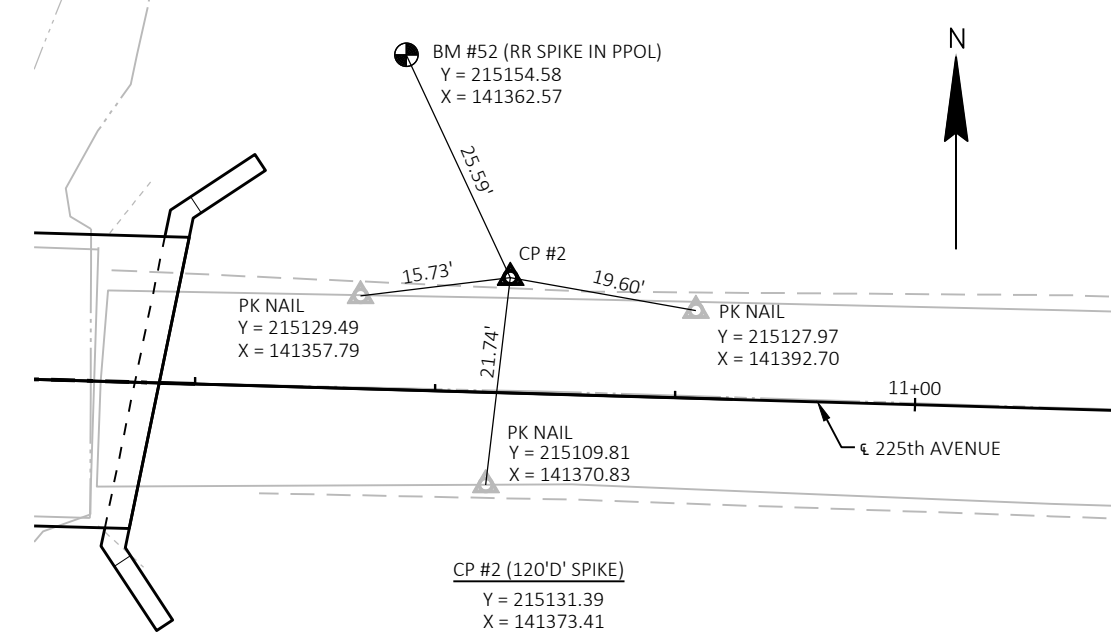 N
BM #52 (RR SPIKE IN PPOL)
Y = 215154.58
X = 141362.57
25.59'
CP #2
15.73'
19.60'
PK NAIL
Y = 215129.49
X = 141357.79
PK NAIL
Y = 215127.97
X = 141392.70
21.74'
11+00
PK NAIL
Y = 215109.81
X = 141370.83
℄ 225th AVENUE
CP #2 (120'D' SPIKE)
Y = 215131.39
X = 141373.41